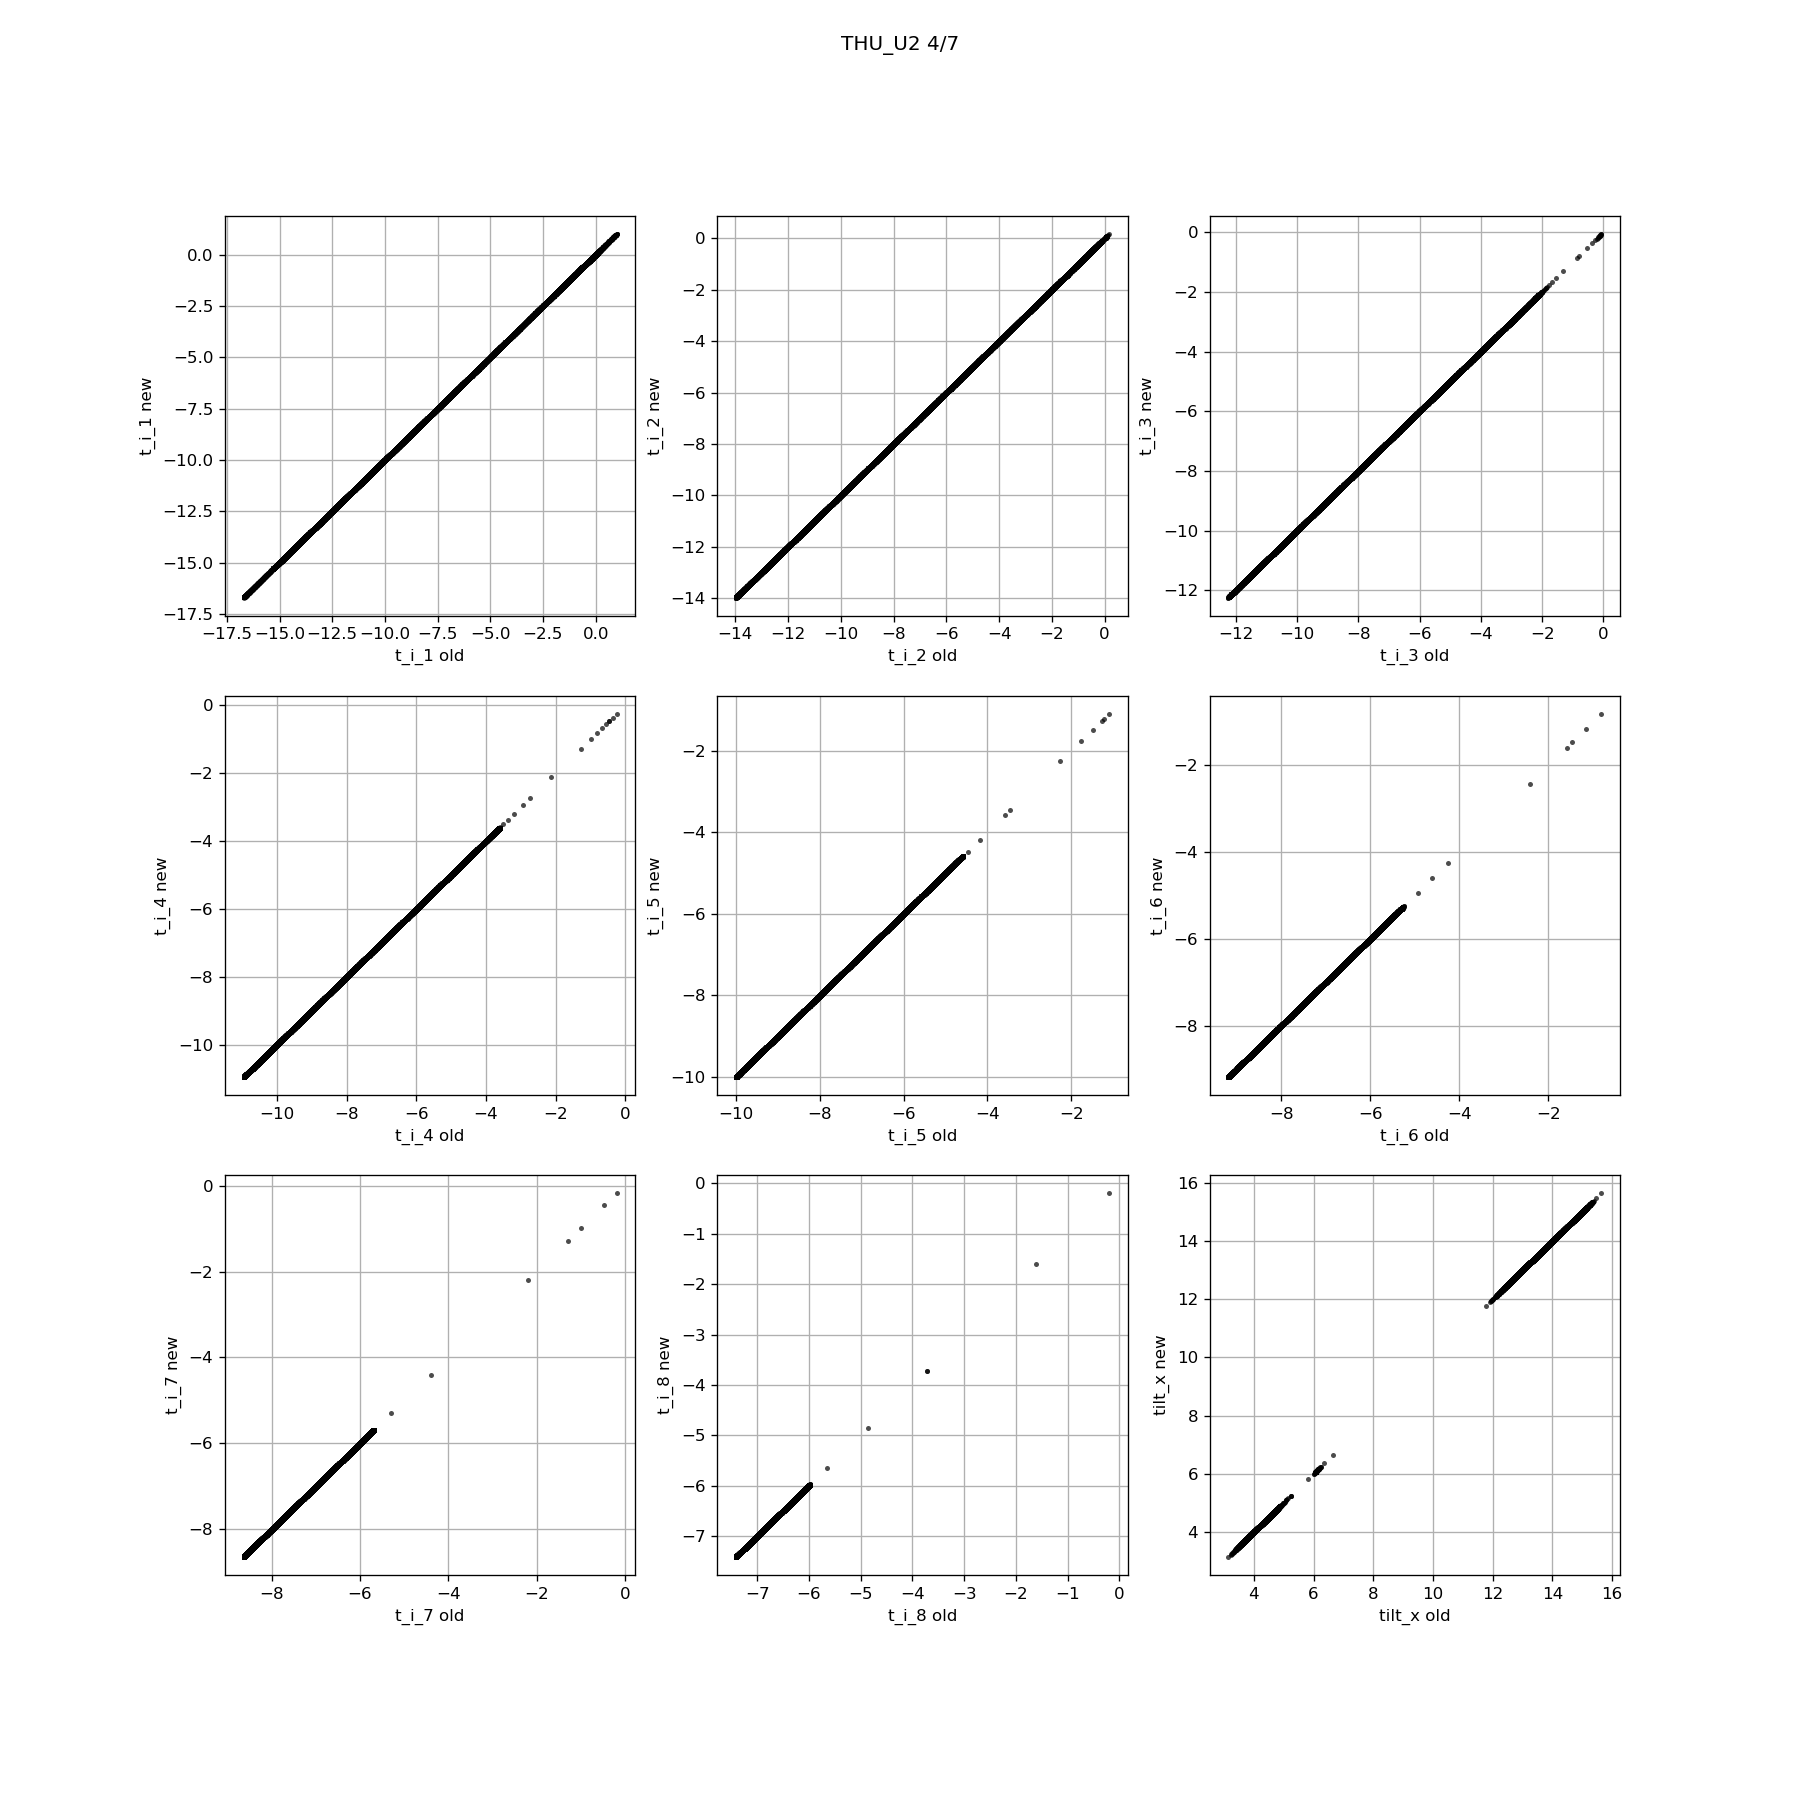 THU_U2 4/7
0.0
−2.5
−5.0
−7.5
−10.0
−12.5
−15.0
−17.5
t_i_1 new
−17.5 −15.0 −12.5 −10.0 −7.5 −5.0 −2.5 0.0
t_i_1 old
0
−2
−4
−6
−8
−10
−12
−14
t_i_2 new
−14 −12 −10 −8 −6 −4 −2 0
t_i_2 old
0
−2
−4
−6
−8
−10
−12
t_i_3 new
−12 −10 −8 −6 −4 −2 0
t_i_3 old
0
−2
−4
−6
−8
−10
t_i_4 new
−10 −8 −6 −4 −2 0
t_i_4 old
−2
−4
−6
−8
−10
t_i_5 new
−10 −8 −6 −4 −2
t_i_5 old
−2
−4
−6
−8
t_i_6 new
−8 −6 −4 −2
t_i_6 old
0
−2
−4
−6
−8
t_i_7 new
−8 −6 −4 −2 0
t_i_7 old
0
−1
−2
−3
−4
−5
−6
−7
t_i_8 new
−7 −6 −5 −4 −3 −2 −1 0
t_i_8 old
16
14
12
10
8
6
4
tilt_x new
4 6 8 10 12 14 16
tilt_x old